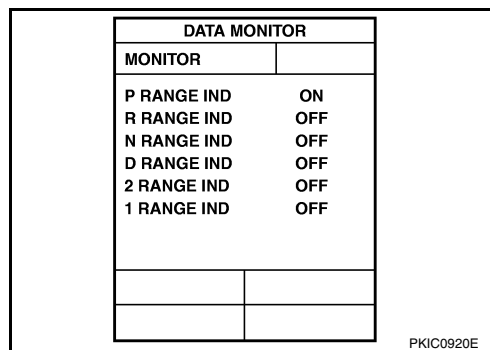 DATA MONITOR
MONITOR
P RANGE IND ON
R RANGE IND OFF
N RANGE IND OFF
D RANGE IND OFF
2 RANGE IND OFF
1 RANGE IND OFF
PKIC0920E